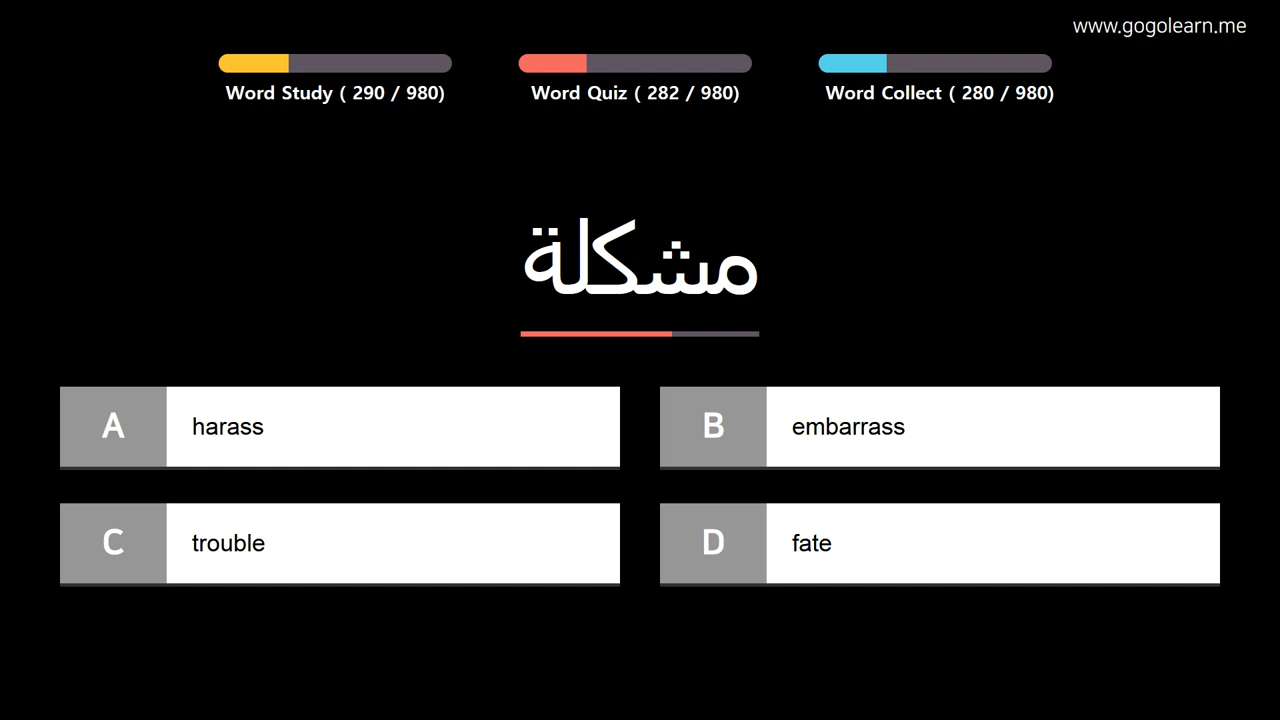 www.gogolearn.me
Word Study ( 290 / 980)
Word Quiz ( 282 / 980)
Word Collect ( 280 / 980)
مشكلة
A harass
B embarrass
C trouble
D fate